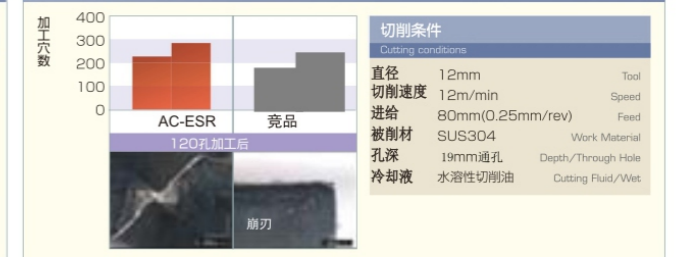 加工穴数
400
300
200
100
0
AC-ESR 竞品
120孔加工后
崩刃
切削条件
Cutting conditions
直径 12mm Tool
切削速度 12m/min Speed
进给 80mm(0.25mm/rev) Feed
被削材 SUS304 Work Material
孔深 19mm通孔 Depth/Through Hole
冷却液 水溶性切削油 Cutting Fluid/Wet